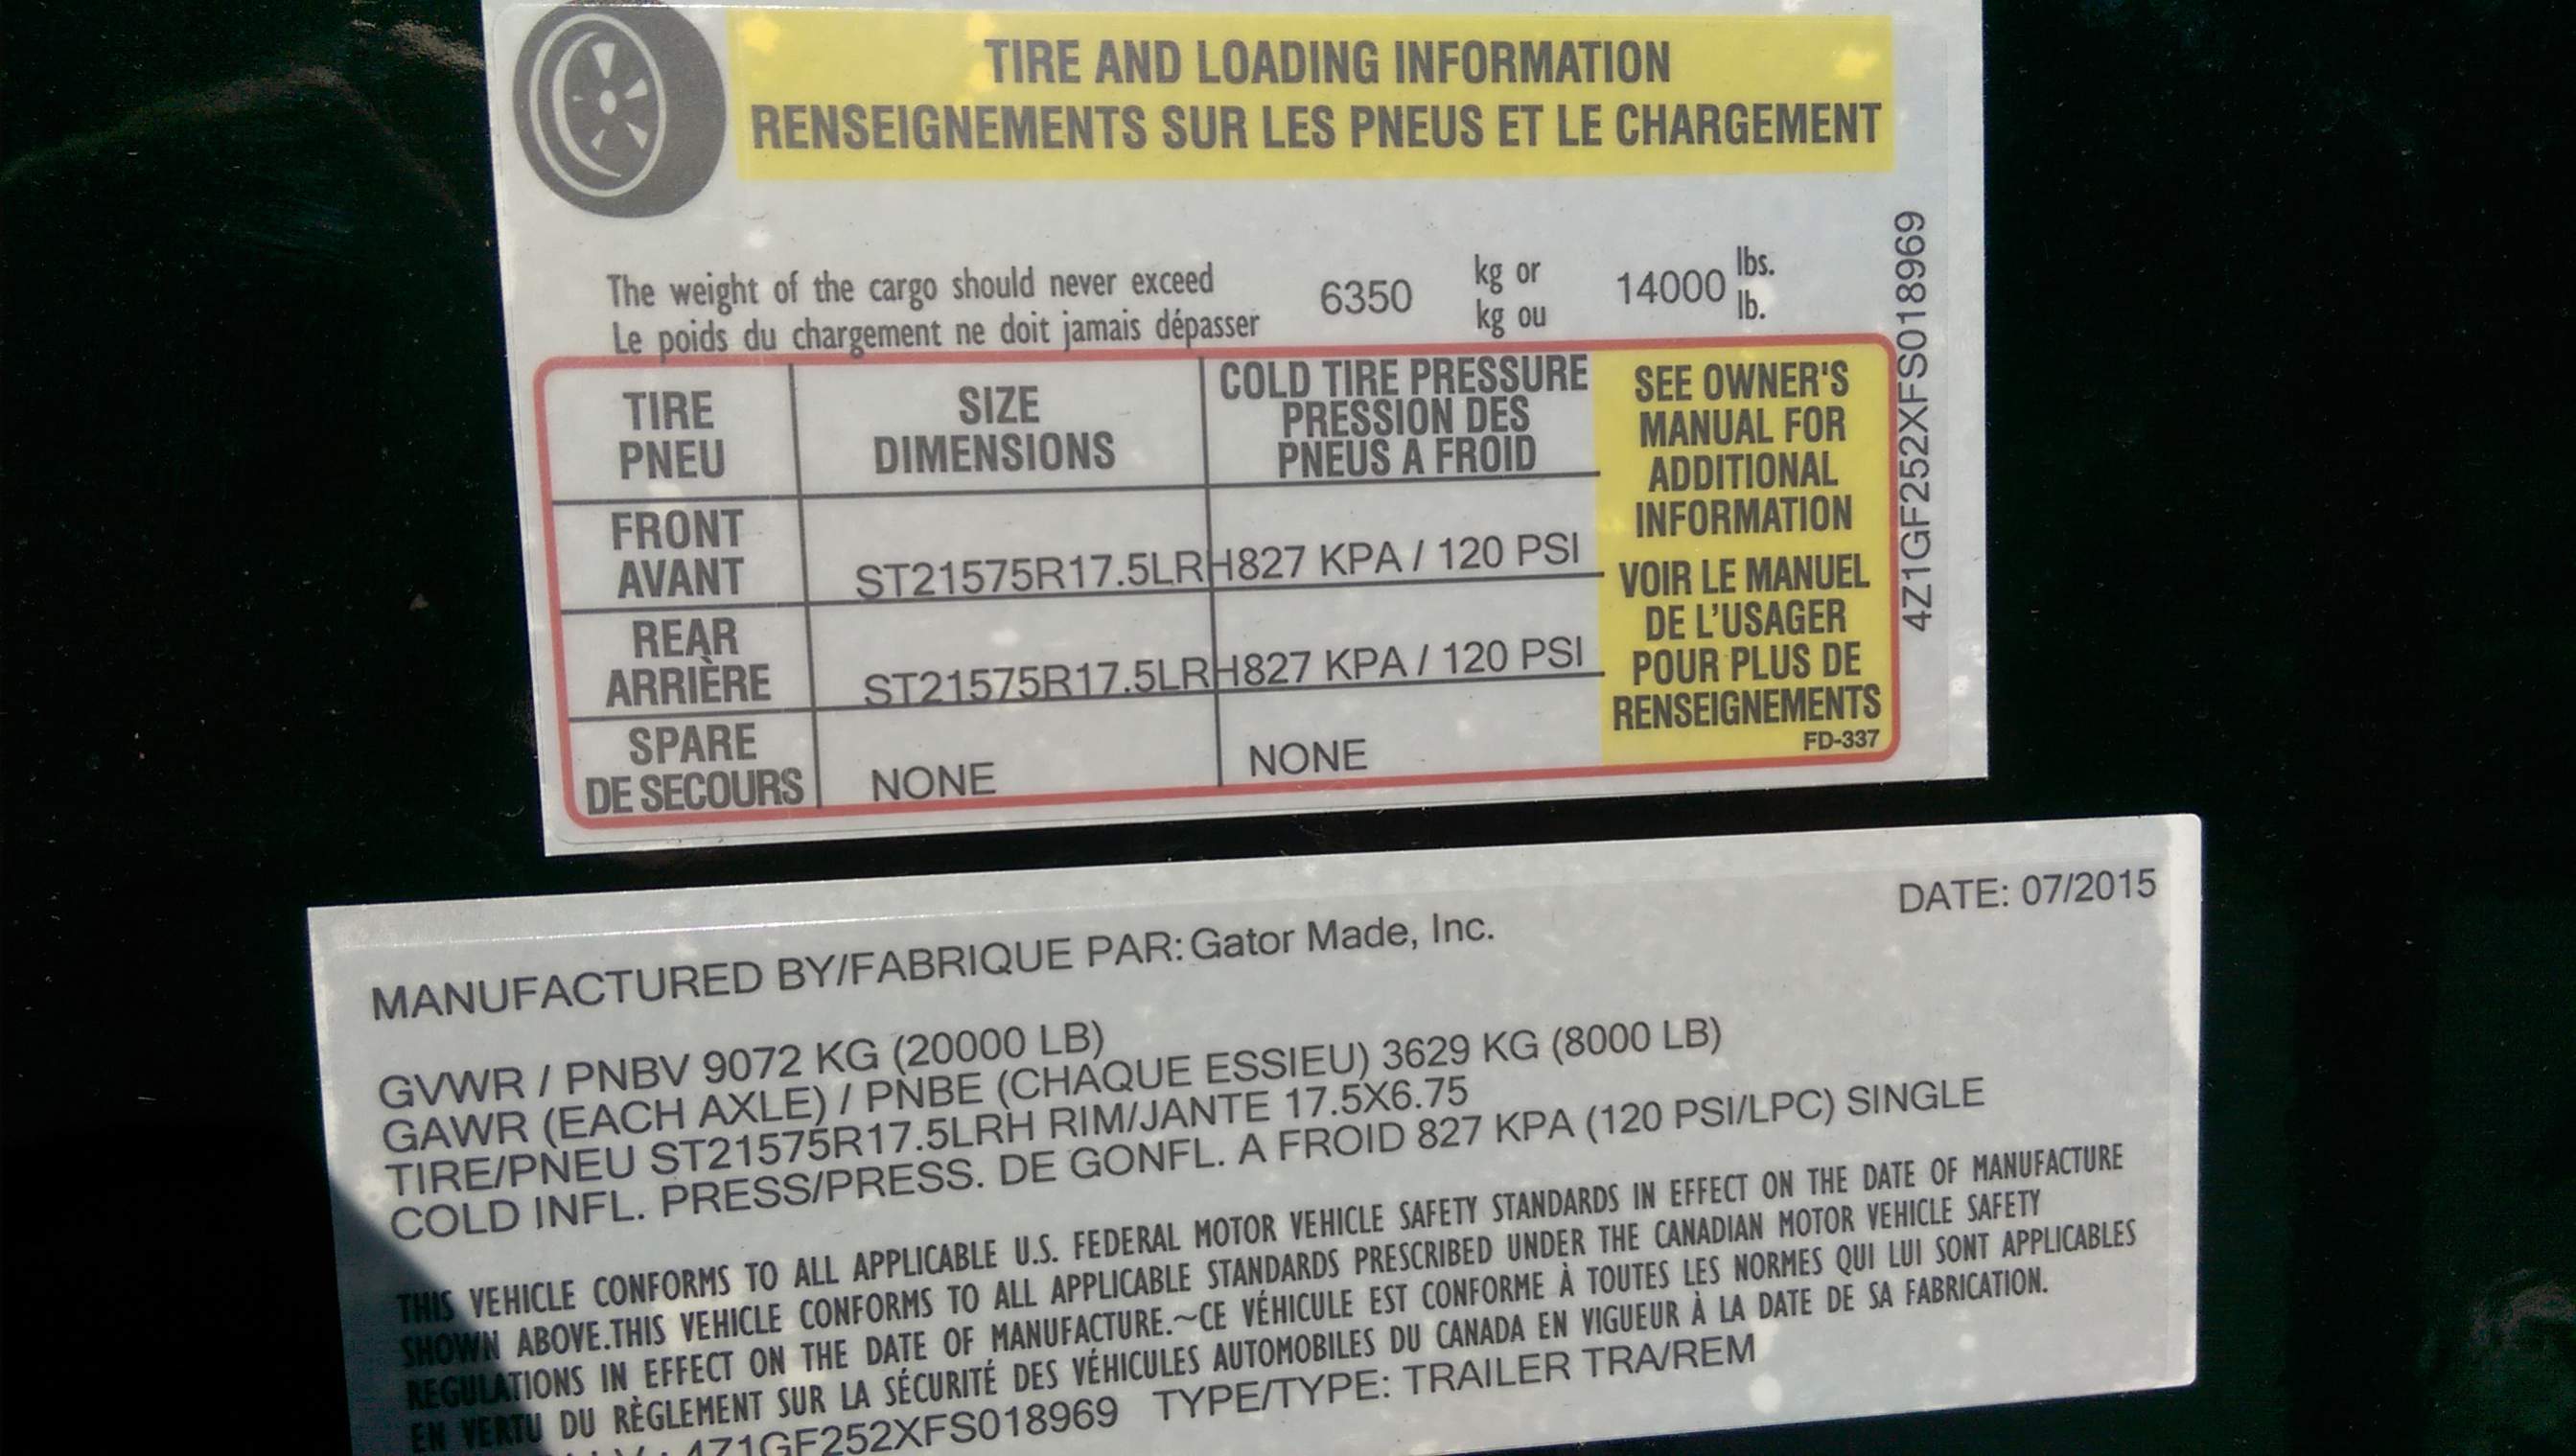 TIRE AND LOADING INFORMATION
RENSEIGNEMENTS SUR LES PNEUS ET LE CHARGEMENT
The weight of the cargo should never exceed 6350 kg or 14000 lbs.
Le poids du chargement ne doit jamais dépasser kg ou lb.
TIRE
PNEU
SIZE
DIMENSIONS
COLD TIRE PRESSURE
PRESSION DES
PNEUS A FROID
FRONT
AVANT
ST21575R17.5LRH 827 KPA / 120 PSI
REAR
ARRIÈRE
ST21575R17.5LRH 827 KPA / 120 PSI
SPARE
DE SECOURS
NONE NONE
SEE OWNER'S
MANUAL FOR
ADDITIONAL
INFORMATION
VOIR LE MANUEL
DE L'USAGER
POUR PLUS DE
RENSEIGNEMENTS
FD-337
4Z1GF252XFS018969
DATE: 07/2015
MANUFACTURED BY/FABRIQUE PAR: Gator Made, Inc.
GVWR / PNBV 9072 KG (20000 LB)
GAWR (EACH AXLE) / PNBE (CHAQUE ESSIEU) 3629 KG (8000 LB)
TIRE/PNEU ST21575R17.5LRH RIM/JANTE 17.5X6.75
COLD INFL. PRESS/PRESS. DE GONFL. A FROID 827 KPA (120 PSI/LPC) SINGLE
THIS VEHICLE CONFORMS TO ALL APPLICABLE U.S. FEDERAL MOTOR VEHICLE SAFETY STANDARDS IN EFFECT ON THE DATE OF MANUFACTURE
SHOWN ABOVE.THIS VEHICLE CONFORMS TO ALL APPLICABLE STANDARDS PRESCRIBED UNDER THE CANADIAN MOTOR VEHICLE SAFETY
REGULATIONS IN EFFECT ON THE DATE OF MANUFACTURE.~CE VÉHICULE EST CONFORME À TOUTES LES NORMES QUI LUI SONT APPLICABLES
EN VERTU DU RÈGLEMENT SUR LA SÉCURITÉ DES VÉHICULES AUTOMOBILES DU CANADA EN VIGUEUR À LA DATE DE SA FABRICATION.
4Z1GF252XFS018969 TYPE/TYPE: TRAILER TRA/REM